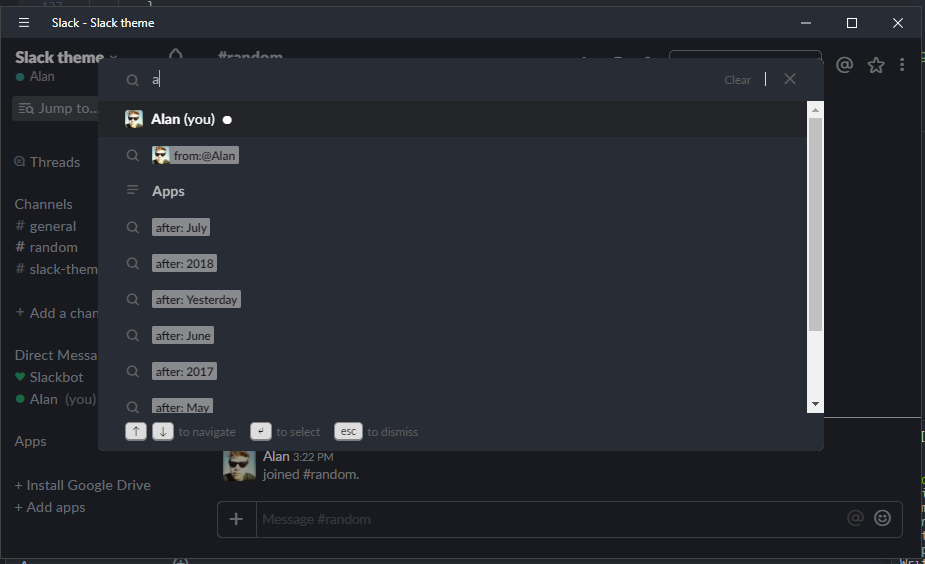 127
Slack - Slack theme
Slack theme
#random
Alan
Jump to...
a
Clear
Alan (you)
from:@Alan
Apps
after: July
after: 2018
after: Yesterday
after: June
after: 2017
after: May
to navigate
to select
esc to dismiss
Threads
Channels
# general
# random
# slack-them
+ Add a chan
Direct Messa
Slackbot
Alan (you)
Apps
+ Install Google Drive
+ Add apps
Alan 3:22 PM
joined #random.
+ Message #random
@